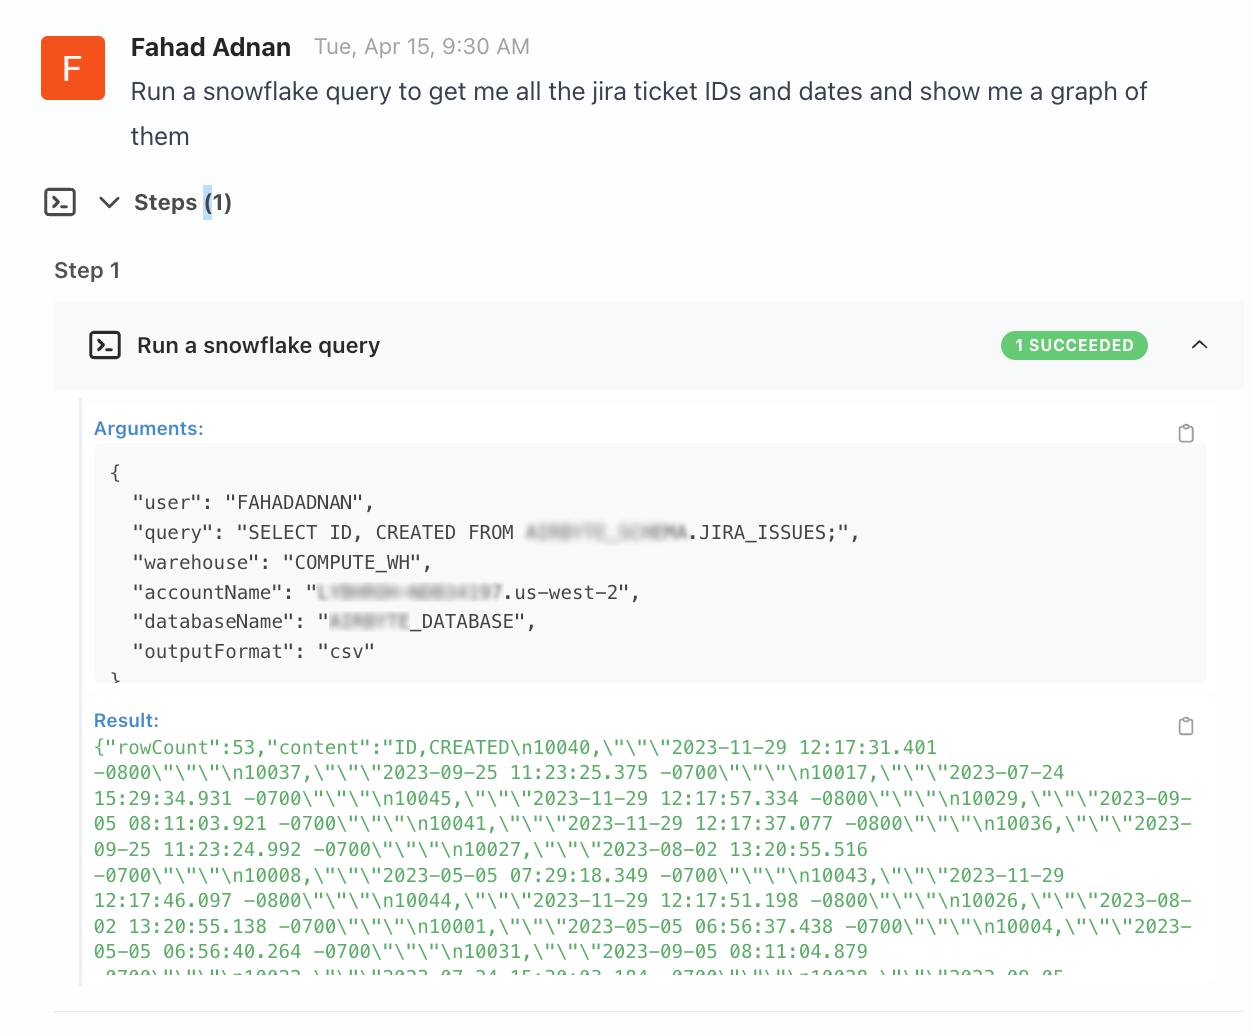 F
Fahad Adnan Tue, Apr 15, 9:30 AM
Run a snowflake query to get me all the jira ticket IDs and dates and show me a graph of
them
Steps (1)
Step 1
Run a snowflake query 1 SUCCEEDED
Arguments:
{
"user": "FAHADADNAN",
"query": "SELECT ID, CREATED FROM .JIRA_ISSUES;",
"warehouse": "COMPUTE_WH",
"accountName": ".us-west-2",
"databaseName": "_DATABASE",
"outputFormat": "csv"
}
Result:
{"rowCount":53,"content":"ID,CREATED\n10040,\"\"\"2023-11-29 12:17:31.401
-0800\"\"\"\n10037,\"\"\"2023-09-25 11:23:25.375 -0700\"\"\"\n10017,\"\"\"2023-07-24
15:29:34.931 -0700\"\"\"\n10045,\"\"\"2023-11-29 12:17:57.334 -0800\"\"\"\n10029,\"\"\"2023-09-
05 08:11:03.921 -0700\"\"\"\n10041,\"\"\"2023-11-29 12:17:37.077 -0800\"\"\"\n10036,\"\"\"2023-
09-25 11:23:24.992 -0700\"\"\"\n10027,\"\"\"2023-08-02 13:20:55.516
-0700\"\"\"\n10008,\"\"\"2023-05-05 07:29:18.349 -0700\"\"\"\n10043,\"\"\"2023-11-29
12:17:46.097 -0800\"\"\"\n10044,\"\"\"2023-11-29 12:17:51.198 -0800\"\"\"\n10026,\"\"\"2023-08-
02 13:20:55.138 -0700\"\"\"\n10001,\"\"\"2023-05-05 06:56:37.438 -0700\"\"\"\n10004,\"\"\"2023-
05-05 06:56:40.264 -0700\"\"\"\n10031,\"\"\"2023-09-05 08:11:04.879